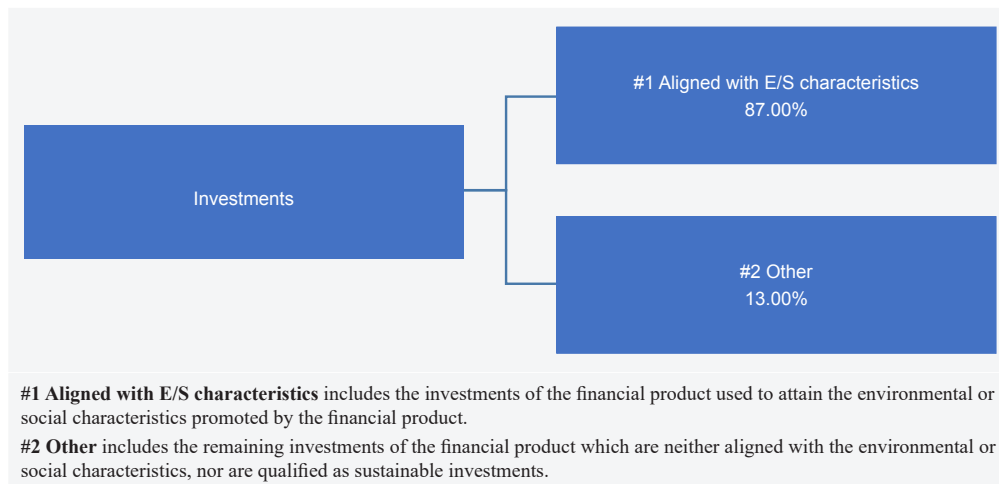 #1 Aligned with E/S characteristics
87.00%
Investments
#2 Other
13.00%
#1 Aligned with E/S characteristics includes the investments of the financial product used to attain the environmental or
social characteristics promoted by the financial product.
#2 Other includes the remaining investments of the financial product which are neither aligned with the environmental or
social characteristics, nor are qualified as sustainable investments.